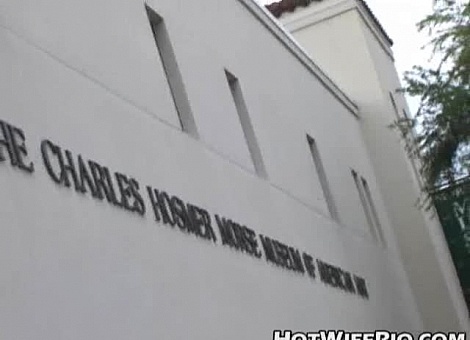 HE CHARLES HOSMER MORSE MUSEUM OF AMERICAN ART
HOTWIFERIO.COM